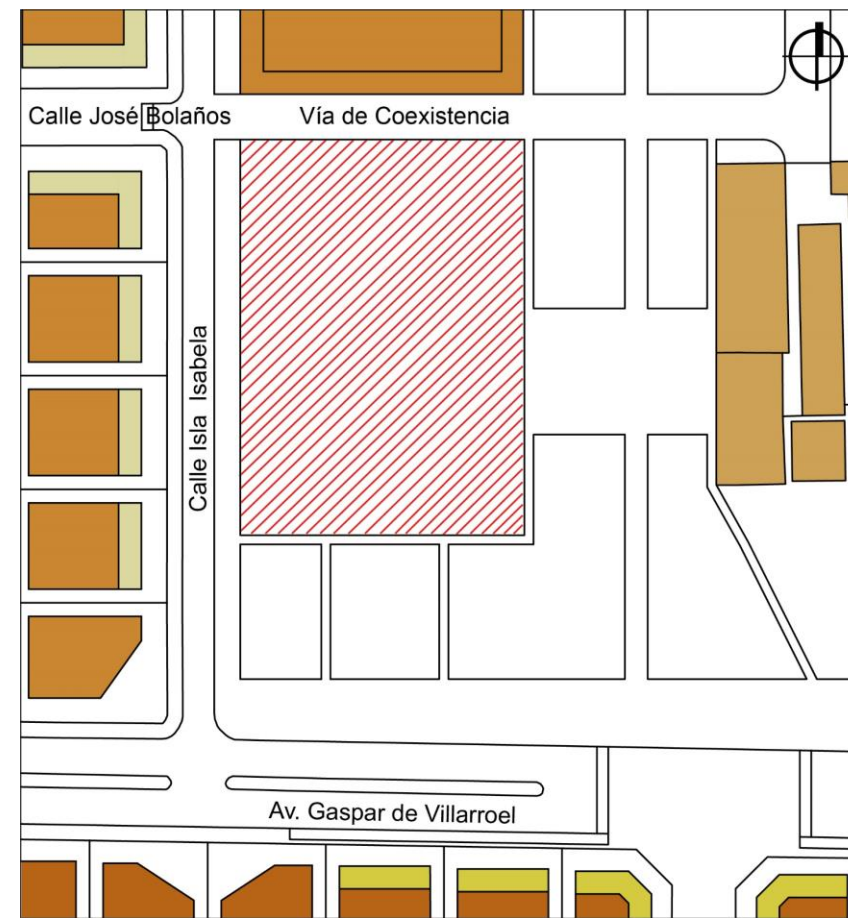 Calle José Bolaños
Vía de Coexistencia
Calle Isla Isabela
Av. Gaspar de Villarroel